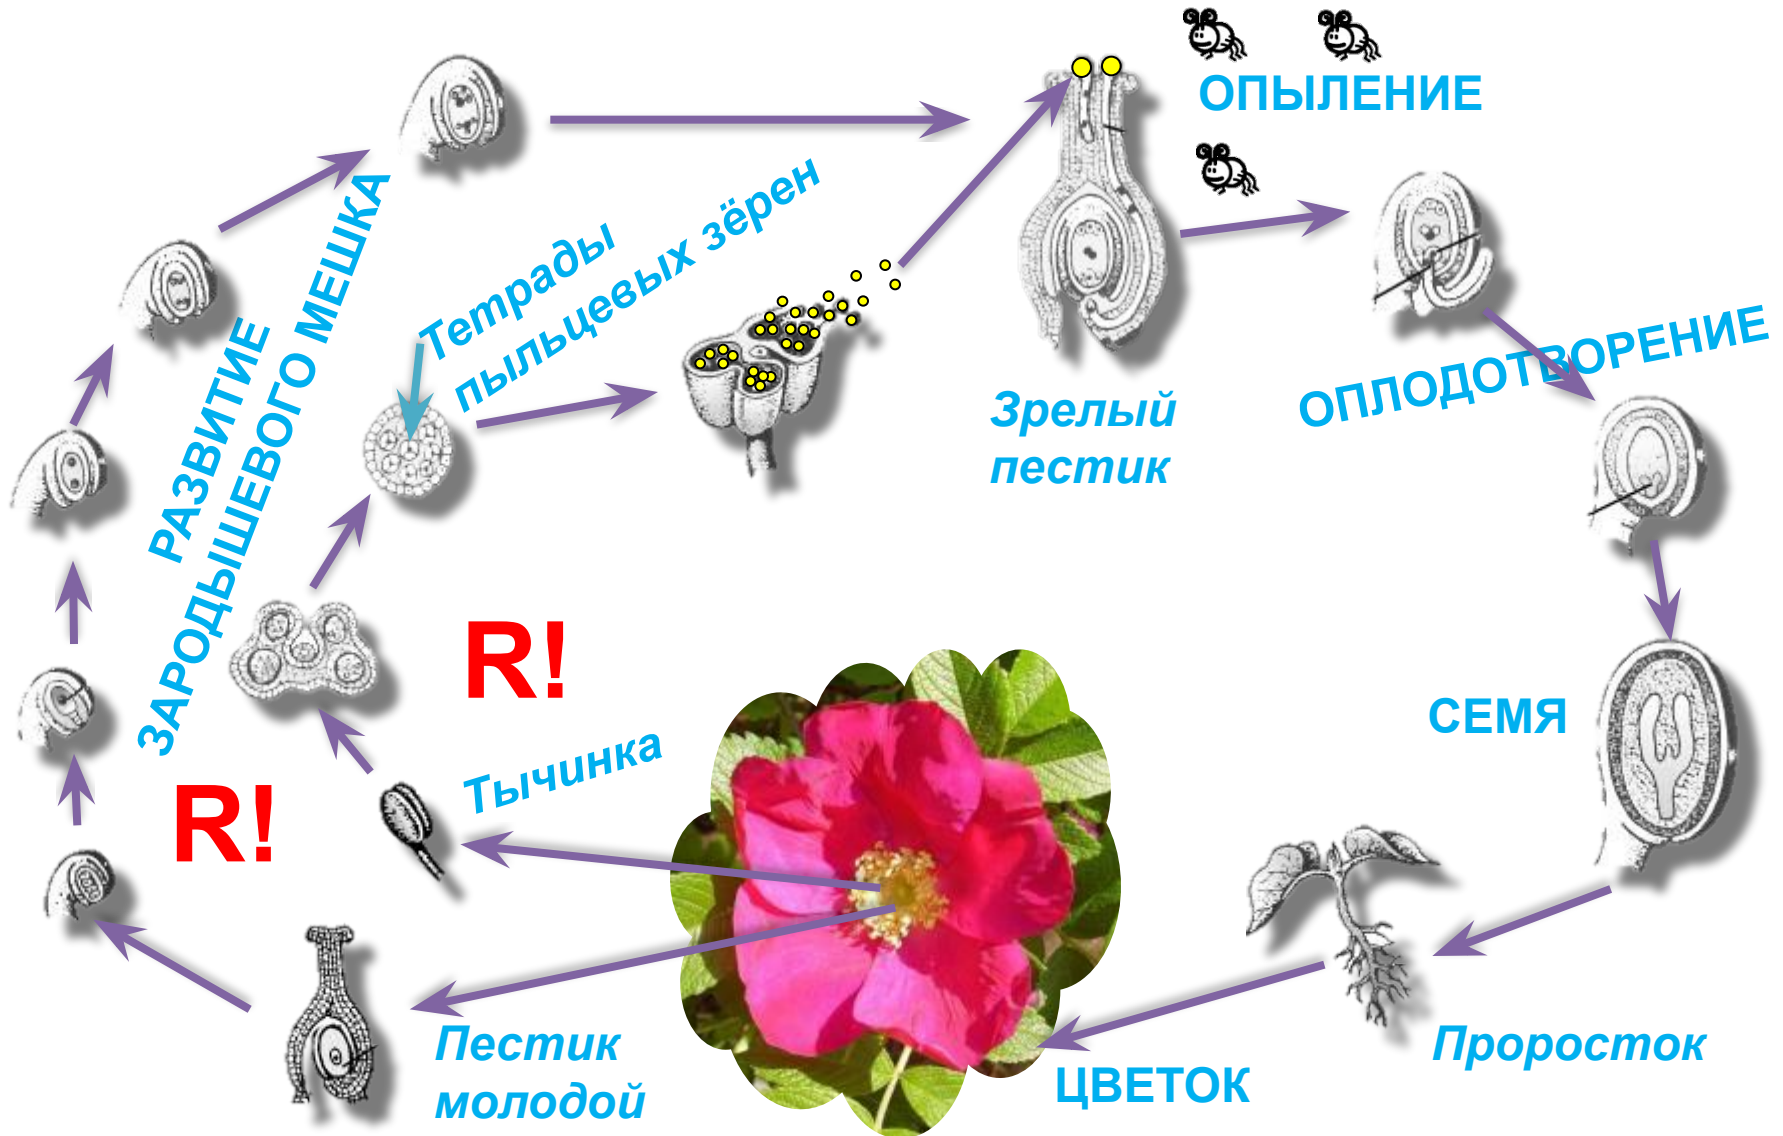 ОПЫЛЕНИЕ
Тетрады
пыльцевых зёрен
РАЗВИТИЕ
ЗАРОДЫШЕВОГО МЕШКА
Зрелый
пестик
ОПЛОДОТВОРЕНИЕ
R!
Тычинка
СЕМЯ
R!
Пестик
молодой
ЦВЕТОК
Проросток